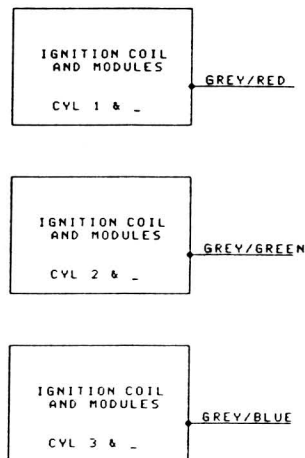 IGNITION COIL
AND MODULES
CYL 1 & _
GREY/RED
IGNITION COIL
AND MODULES
CYL 2 & _
GREY/GREEN
IGNITION COIL
AND MODULES
CYL 3 & _
GREY/BLUE